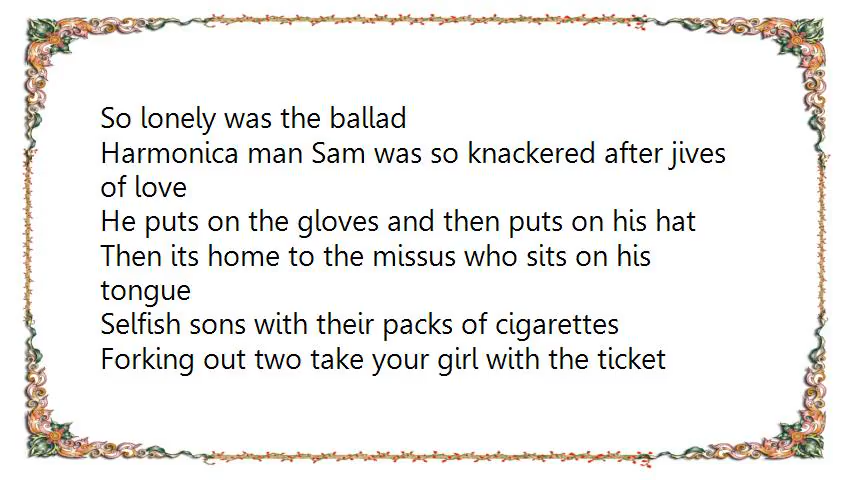 So lonely was the ballad
Harmonica man Sam was so knackered after jives
of love
He puts on the gloves and then puts on his hat
Then its home to the missus who sits on his
tongue
Selfish sons with their packs of cigarettes
Forking out two take your girl with the ticket